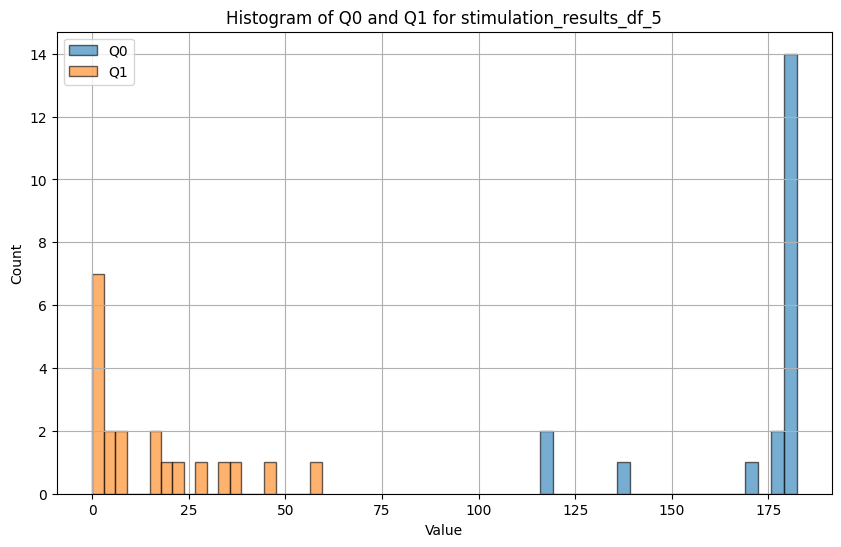 Histogram of Q0 and Q1 for stimulation_results_df_5
Q0
Q1
Count
14
12
10
8
6
4
2
0
0 25 50 75 100 125 150 175
Value